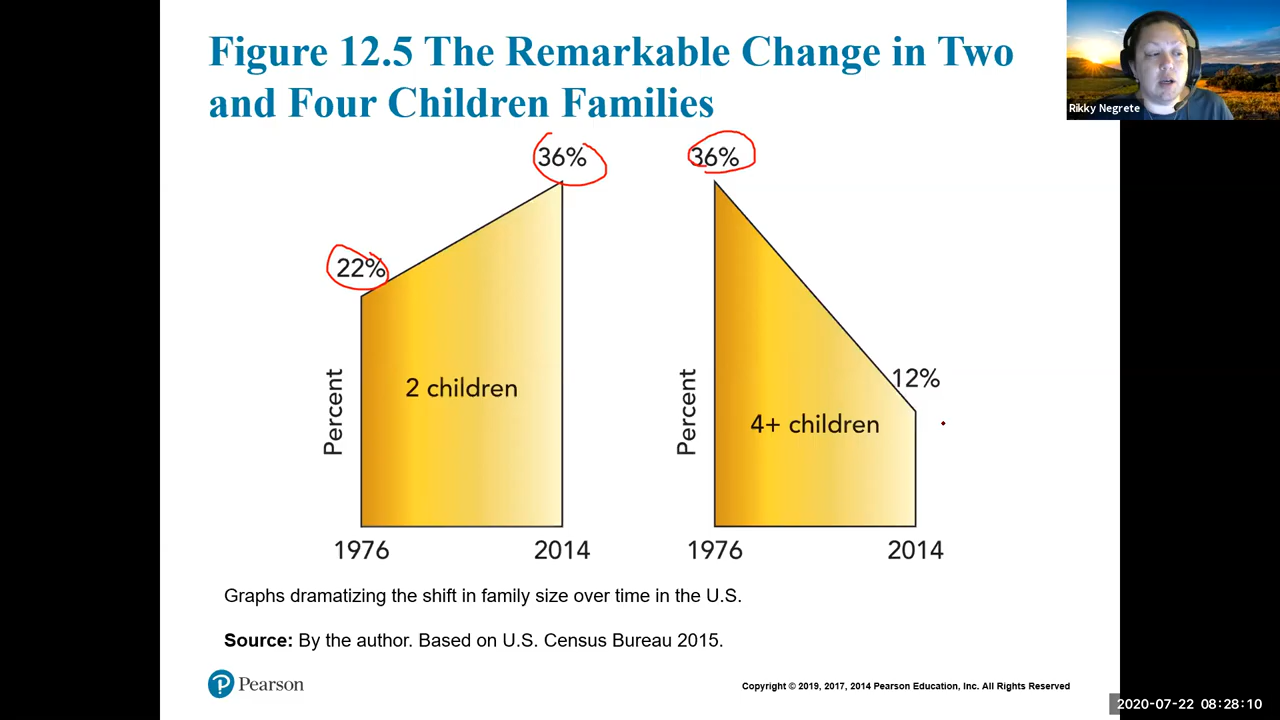 Figure 12.5 The Remarkable Change in Two
and Four Children Families
Rikky Negrete
36%
22%
Percent
2 children
1976
2014
36%
12%
Percent
4+ children
1976
2014
Graphs dramatizing the shift in family size over time in the U.S.
Source: By the author. Based on U.S. Census Bureau 2015.
Pearson
Copyright © 2019, 2017, 2014 Pearson Education, Inc. All Rights Reserved
2020-07-22 08:28:10